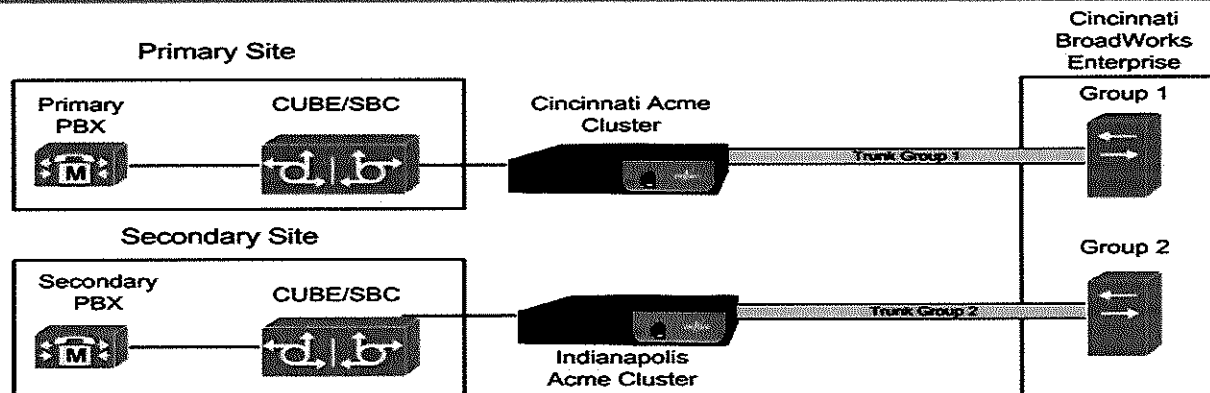 Cincinnati
BroadWorks
Enterprise
Primary Site
Primary
PBX
CUBE/SBC
Cincinnati Acme
Cluster
Group 1
M
Trunk Group 1
Secondary Site
Secondary
PBX
CUBE/SBC
Group 2
M
Trunk Group 2
Indianapolis
Acme Cluster